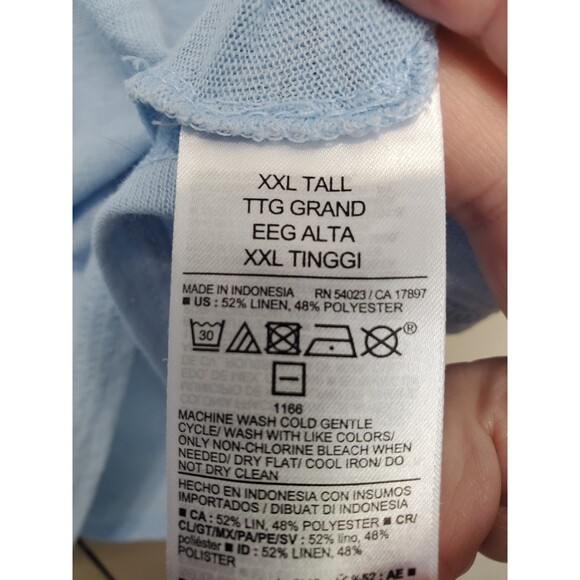 XXL TALL
TTG GRAND
EEG ALTA
XXL TINGGI
MADE IN INDONESIA RN 54023 / CA 17897
■ US : 52% LINEN, 48% POLYESTER
30 ®
1166
MACHINE WASH COLD GENTLE
CYCLE/ WASH WITH LIKE COLORS/
ONLY NON-CHLORINE BLEACH WHEN
NEEDED/ DRY FLAT/ COOL IRON/ DO
NOT DRY CLEAN
HECHO EN INDONESIA CON INSUMOS
IMPORTADOS / DIBUAT DI INDONESIA
■ CA : 52% LIN, 48% POLYESTER ■ CR/
CL/GT/MX/PA/PE/SV : 52% lino, 48%
poliéster ■ ID : 52% LINEN, 48%
POLISTER
52 : AE ■